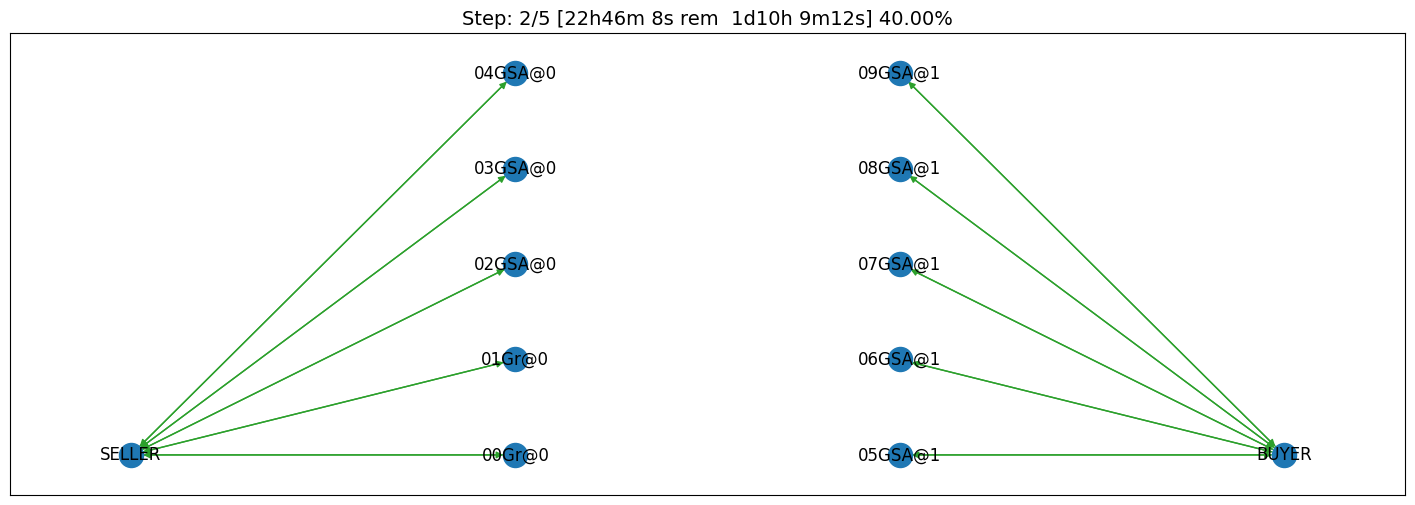 Step: 2/5 [22h46m 8s rem  1d10h 9m12s] 40.00%
04GSA@0
09GSA@1
03GSA@0
08GSA@1
02GSA@0
07GSA@1
01Gr@0
06GSA@1
SELLER
00Gr@0
05GSA@1
BUYER